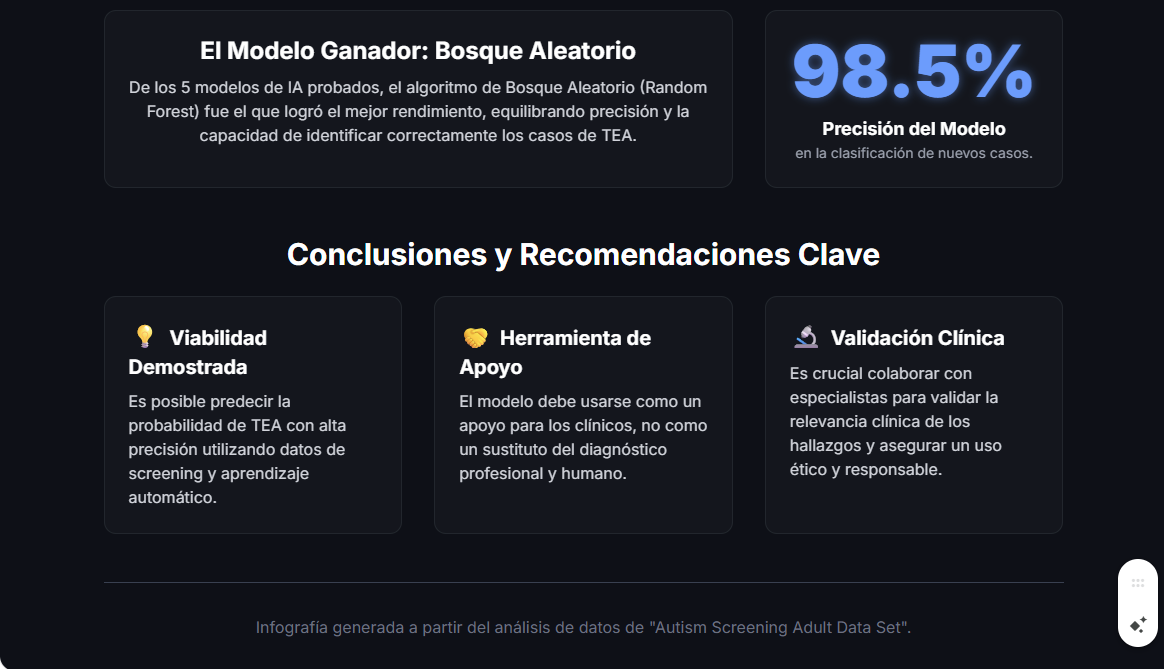 El Modelo Ganador: Bosque Aleatorio
De los 5 modelos de IA probados, el algoritmo de Bosque Aleatorio (Random
Forest) fue el que logró el mejor rendimiento, equilibrando precisión y la
capacidad de identificar correctamente los casos de TEA.
98.5%
Precisión del Modelo
en la clasificación de nuevos casos.
Conclusiones y Recomendaciones Clave
💡 Viabilidad
Demostrada
Es posible predecir la
probabilidad de TEA con alta
precisión utilizando datos de
screening y aprendizaje
automático.
🤝 Herramienta de
Apoyo
El modelo debe usarse como un
apoyo para los clínicos, no como
un sustituto del diagnóstico
profesional y humano.
🔬 Validación Clínica
Es crucial colaborar con
especialistas para validar la
relevancia clínica de los
hallazgos y asegurar un uso
ético y responsable.
Infografía generada a partir del análisis de datos de "Autism Screening Adult Data Set".